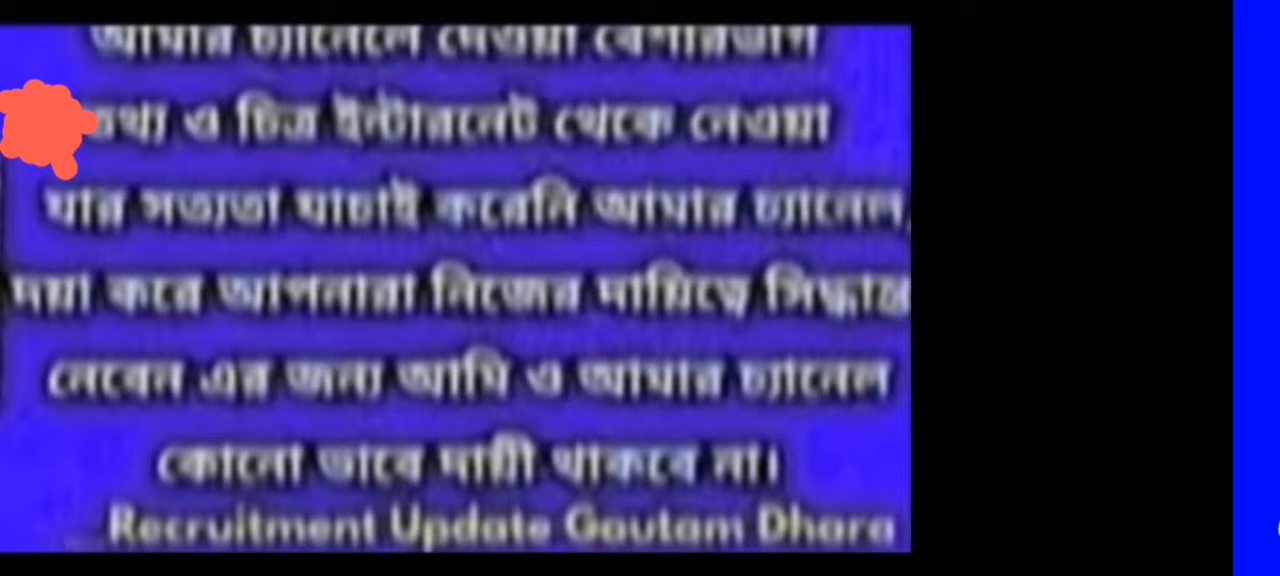 আমার চ্যানেলে দেওয়া বেশীরভাগ
তথ্য ও চিত্র ইন্টারনেট থেকে নেওয়া
যার সত্যতা যাচাই করেনি আমার চ্যানেল,
দয়া করে আপনারা নিজের দায়িত্বে সিদ্ধান্ত
নেবেন এর জন্য আমি ও আমার চ্যানেল
কোনো ভাবে দায়ী থাকবে না।
Recruitment Update Goutam Dhara